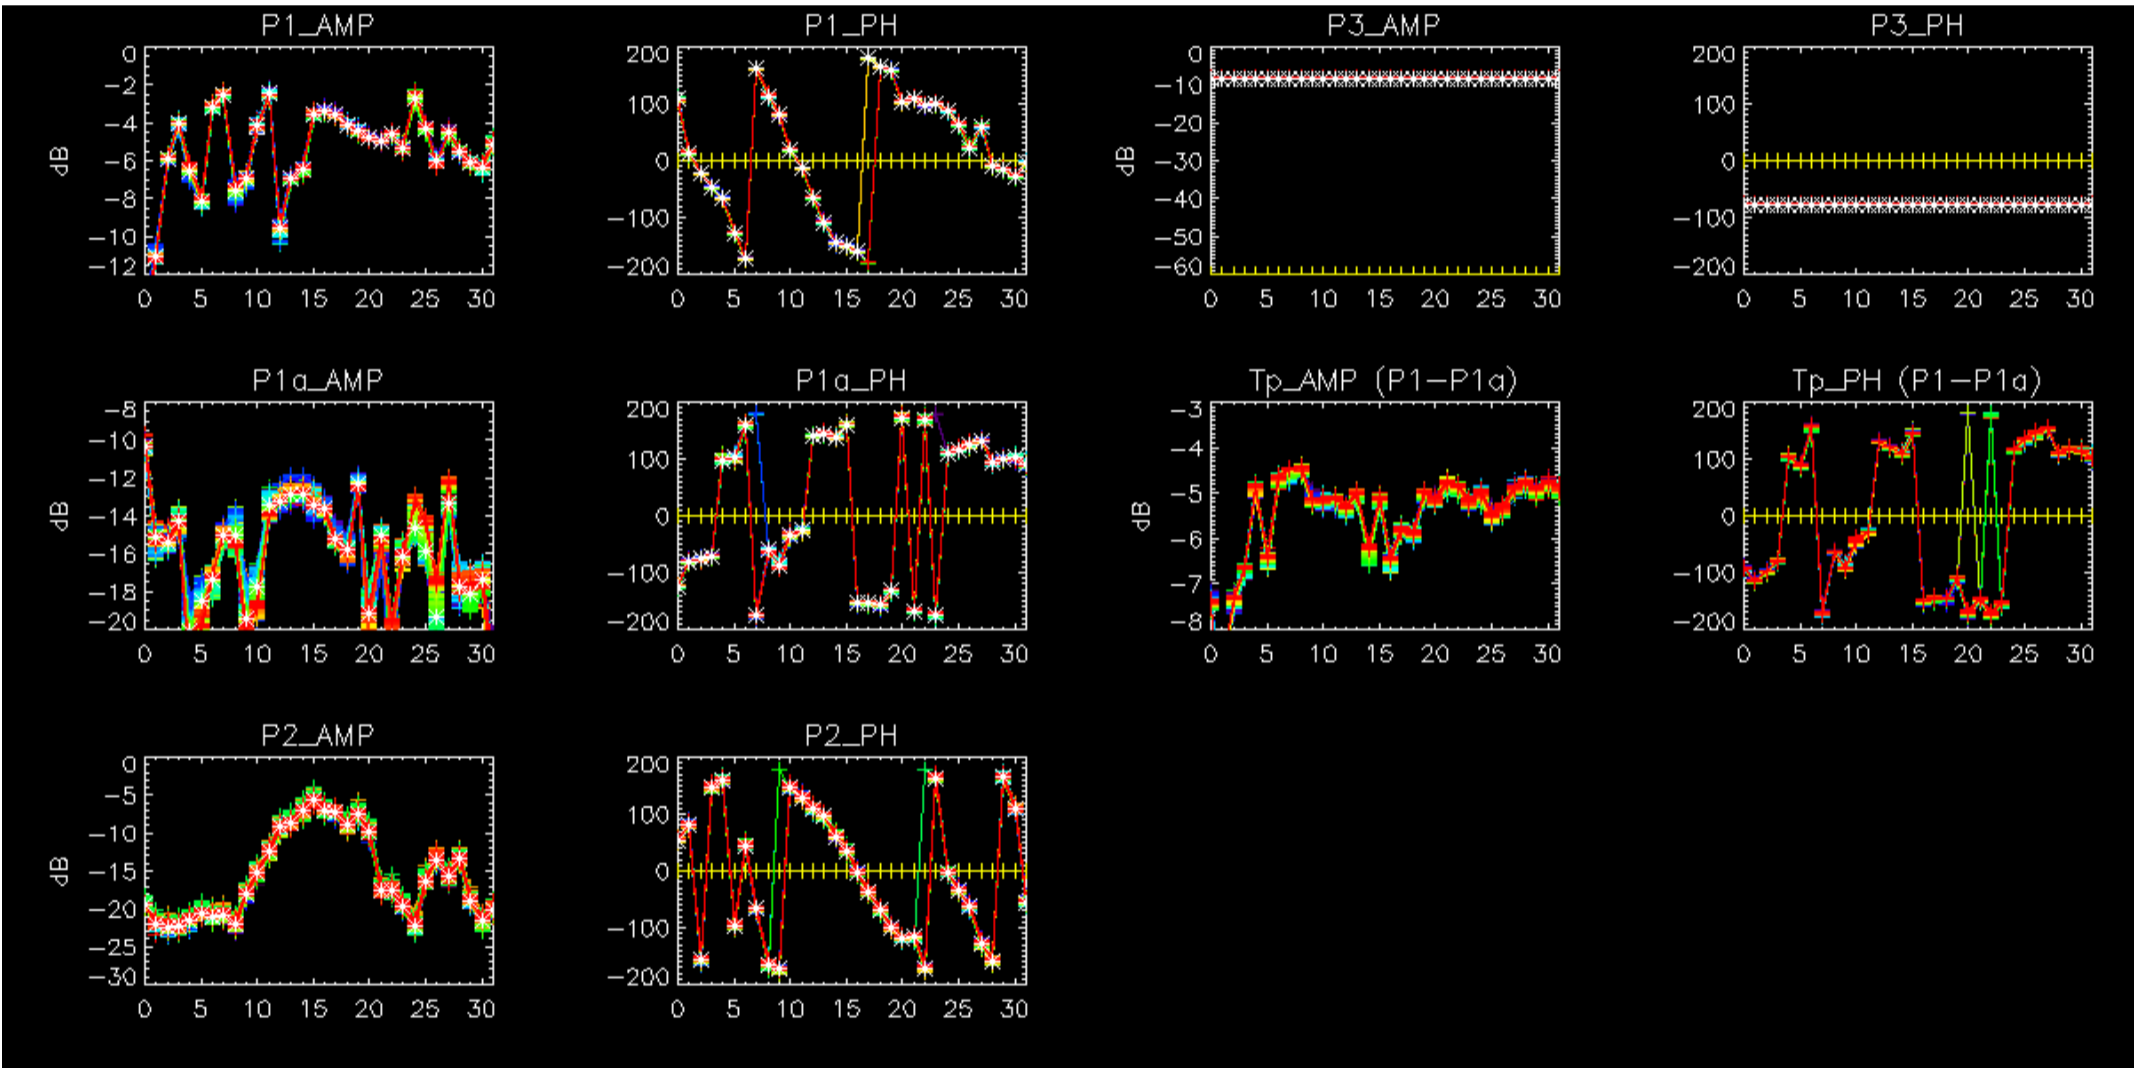 P1_AMP P1_PH P3_AMP P3_PH
0 200 0 200
-2 100 -10 100
-4 0 -20 0
dB -6 -100 dB -30 -100
-8 -200 -40 -200
-10 -50
-12 -60
0 5 10 15 20 25 30 0 5 10 15 20 25 30 0 5 10 15 20 25 30 0 5 10 15 20 25 30
P1a_AMP P1a_PH Tp_AMP (P1-P1a) Tp_PH (P1-P1a)
-8 200 -3 200
-10 100 -4 100
-12 0 -5 0
dB -14 -100 dB -6 -100
-16 -200 -7 -200
-18 -8
-20
0 5 10 15 20 25 30 0 5 10 15 20 25 30 0 5 10 15 20 25 30 0 5 10 15 20 25 30
P2_AMP P2_PH
0 200
-5 100
-10 0
dB -15 -100
-20 -200
-25
-30
0 5 10 15 20 25 30 0 5 10 15 20 25 30